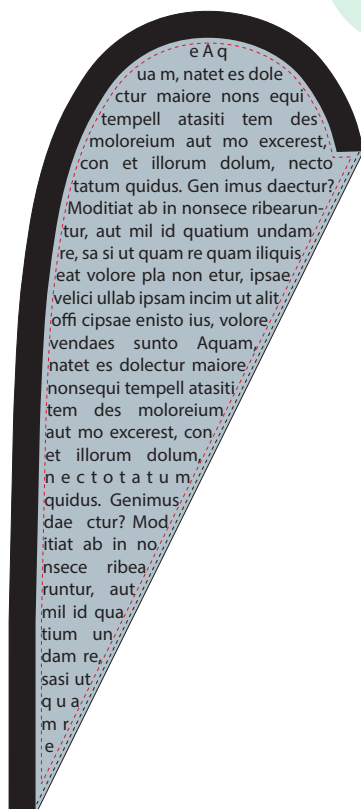 e A q
ua m, natet es dole
ctur maiore nons equi
tempell atasiti tem des
moloreium aut mo excerest,
con et illorum dolum, necto
tatum quidus. Gen imus daectur?
Moditiat ab in nonsece ribearun-
tur, aut mil id quatium undam
re, sa si ut quam re quam iliquis
eat volore pla non etur, ipsae
velici ullab ipsam incim ut alit
offi cipsae enisto ius, volore
vendaes sunto Aquam,
natet es dolectur maiore
nonsequi tempell atasiti
tem des moloreium
aut mo excerest, con
et illorum dolum,
n e c t o t a t u m
quidus. Genimus
dae ctur? Mod
itiat ab in no
nsece ribea
runtur, aut
mil id qua
tium un
dam re,
sasi ut
q u a
m r
e